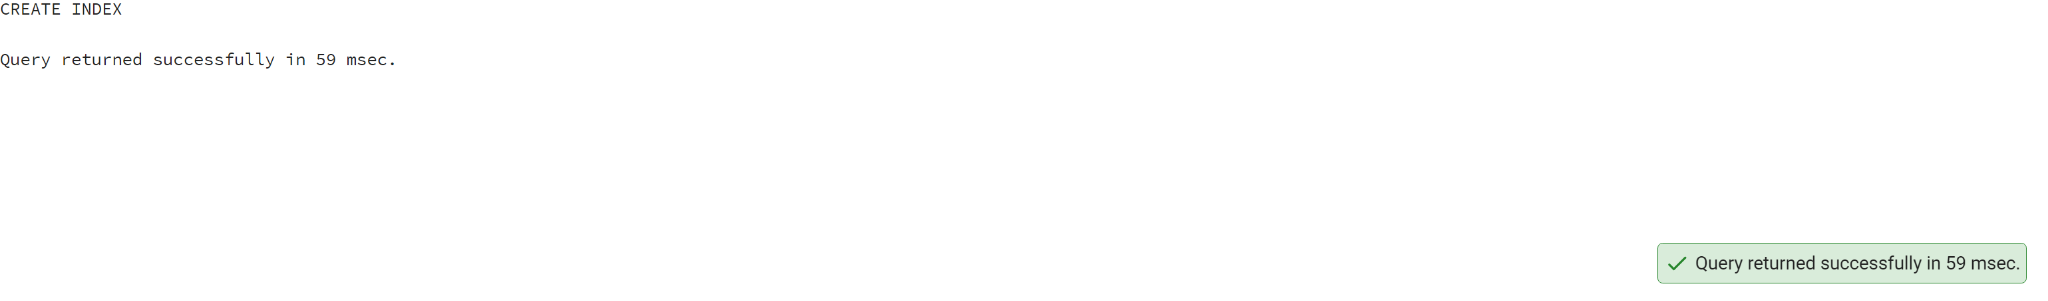 CREATE INDEX
Query returned successfully in 59 msec.
Query returned successfully in 59 msec.